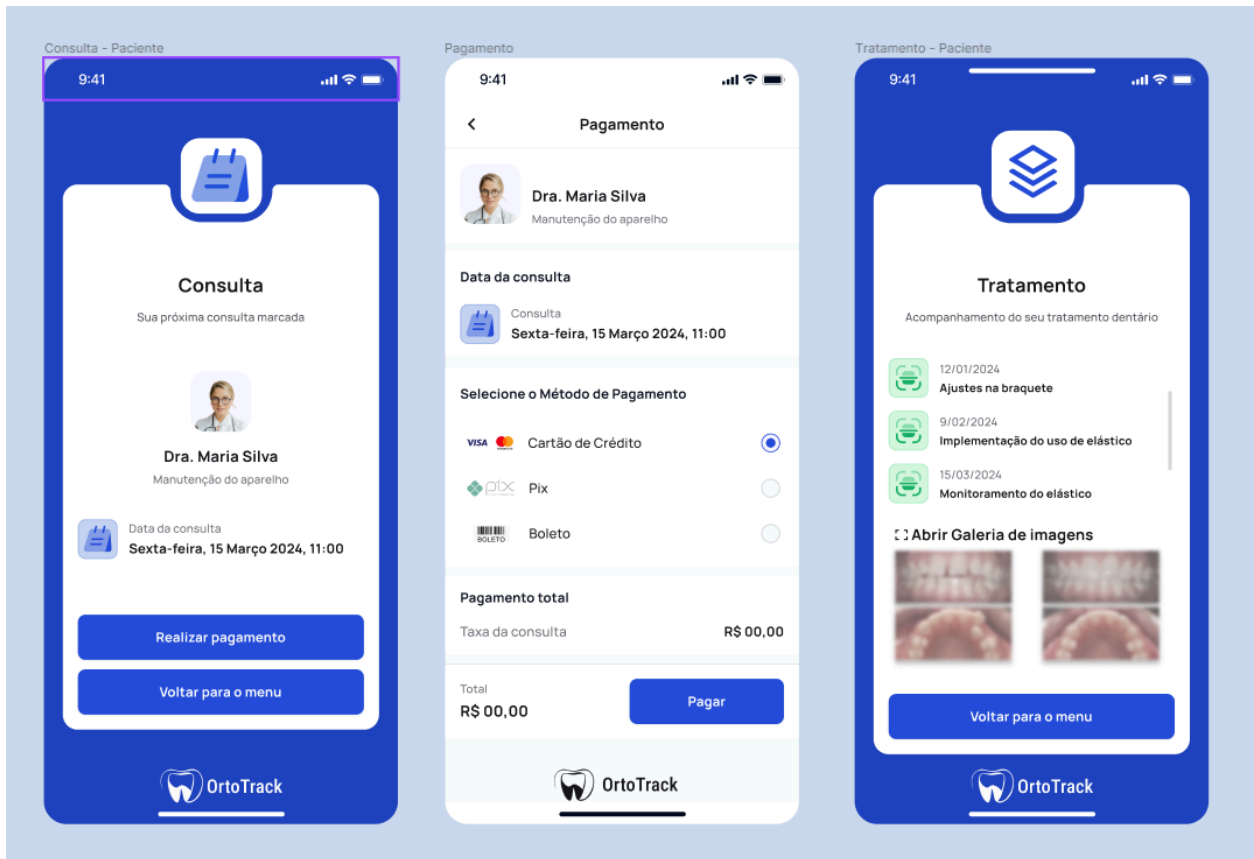 Consulta - Paciente
9:41
Consulta
Sua próxima consulta marcada
Dra. Maria Silva
Manutenção do aparelho
Data da consulta
Sexta-feira, 15 Março 2024, 11:00
Realizar pagamento
Voltar para o menu
OrtoTrack
Pagamento
9:41
Pagamento
Dra. Maria Silva
Manutenção do aparelho
Data da consulta
Consulta
Sexta-feira, 15 Março 2024, 11:00
Selecione o Método de Pagamento
VISA Cartão de Crédito
pix Pix
BOLETO Boleto
Pagamento total
Taxa da consulta R$ 00,00
Total
R$ 00,00
Pagar
OrtoTrack
Tratamento - Paciente
9:41
Tratamento
Acompanhamento do seu tratamento dentário
12/01/2024
Ajustes na braquete
9/02/2024
Implementação do uso de elástico
15/03/2024
Monitoramento do elástico
Abrir Galeria de imagens
Voltar para o menu
OrtoTrack